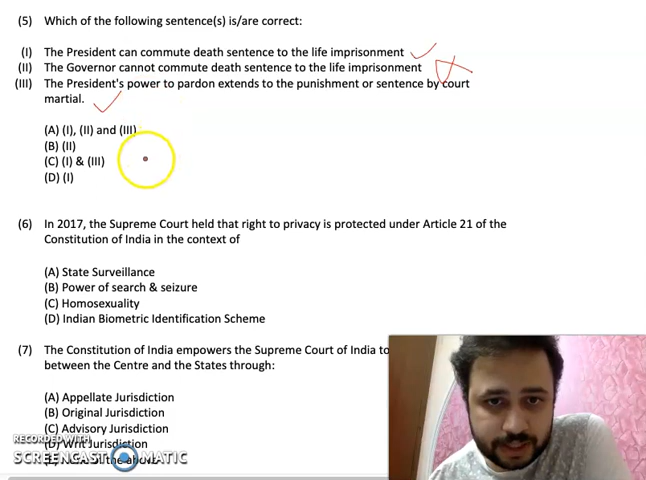 (5) Which of the following sentence(s) is/are correct:
(I) The President can commute death sentence to the life imprisonment
(II) The Governor cannot commute death sentence to the life imprisonment
(III) The President's power to pardon extends to the punishment or sentence by court
martial.
(A) (I), (II) and (III)
(B) (II)
(C) (I) & (III)
(D) (I)
(6) In 2017, the Supreme Court held that right to privacy is protected under Article 21 of the
Constitution of India in the context of
(A) State Surveillance
(B) Power of search & seizure
(C) Homosexuality
(D) Indian Biometric Identification Scheme
(7) The Constitution of India empowers the Supreme Court of India to
between the Centre and the States through:
(A) Appellate Jurisdiction
(B) Original Jurisdiction
(C) Advisory Jurisdiction
(D) Writ Jurisdiction
RECORDED WITH
SCREENCAST MATIC